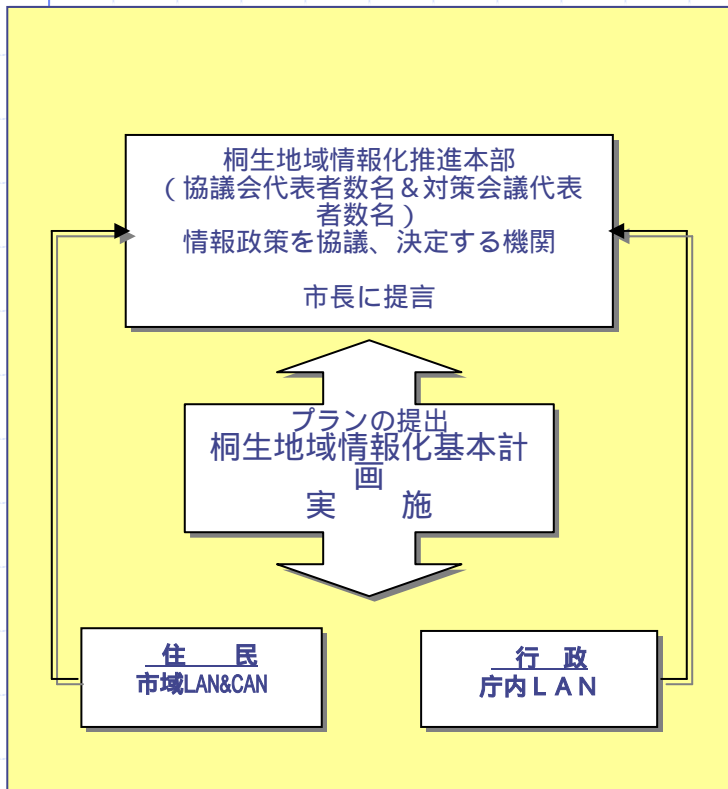 桐生地域情報化推進本部
(協議会代表者数名&対策会議代表
者数名)
情報政策を協議、決定する機関
市長に提言
プランの提出
桐生地域情報化基本計
画
実　　施
住　　民
市域LAN&CAN
行　政
庁内ＬＡＮ